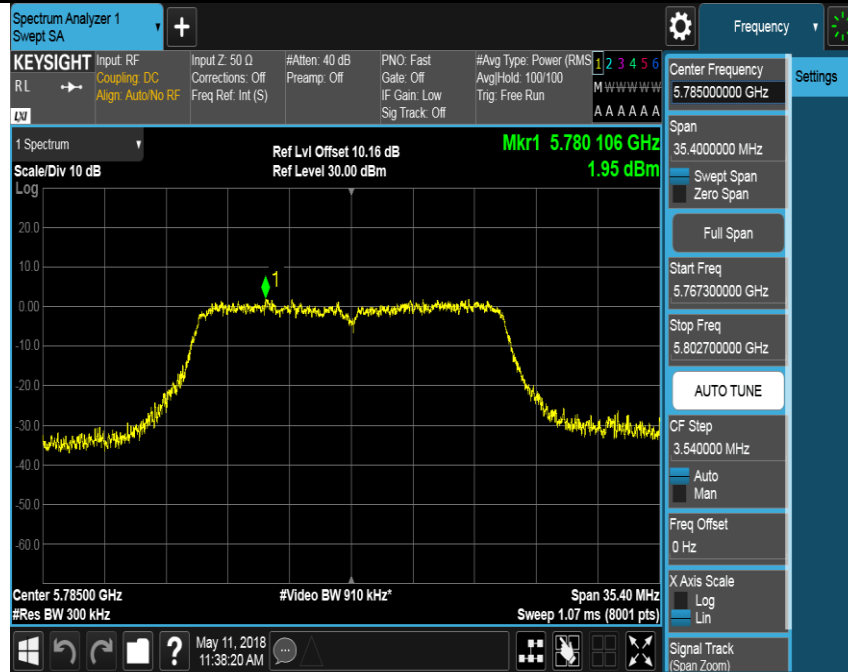 Spectrum Analyzer 1
Swept SA
+
Frequency
KEYSIGHT
RL
LXI
Input: RF
Coupling: DC
Align: Auto/No RF
Input Z: 50 Ω
Corrections: Off
Freq Ref: Int (S)
#Atten: 40 dB
Preamp: Off
PNO: Fast
Gate: Off
IF Gain: Low
Sig Track: Off
#Avg Type: Power (RMS
Avg|Hold: 100/100
Trig: Free Run
1 2 3 4 5 6
M W W W W W
A A A A A A
Center Frequency
5.785000000 GHz
Settings
1 Spectrum
Scale/Div 10 dB
Log
Ref Lvl Offset 10.16 dB
Ref Level 30.00 dBm
Mkr1 5.780 106 GHz
1.95 dBm
Span
35.4000000 MHz
Swept Span
Zero Span
Full Span
Start Freq
5.767300000 GHz
Stop Freq
5.802700000 GHz
AUTO TUNE
CF Step
3.540000 MHz
Auto
Man
Freq Offset
0 Hz
X Axis Scale
Log
Lin
Signal Track
(Span Zoom)
20.0
10.0
1
0.00
-10.0
-20.0
-30.0
-40.0
-50.0
-60.0
Center 5.78500 GHz
#Res BW 300 kHz
#Video BW 910 kHz*
Span 35.40 MHz
Sweep 1.07 ms (8001 pts)
?
May 11, 2018
11:38:20 AM